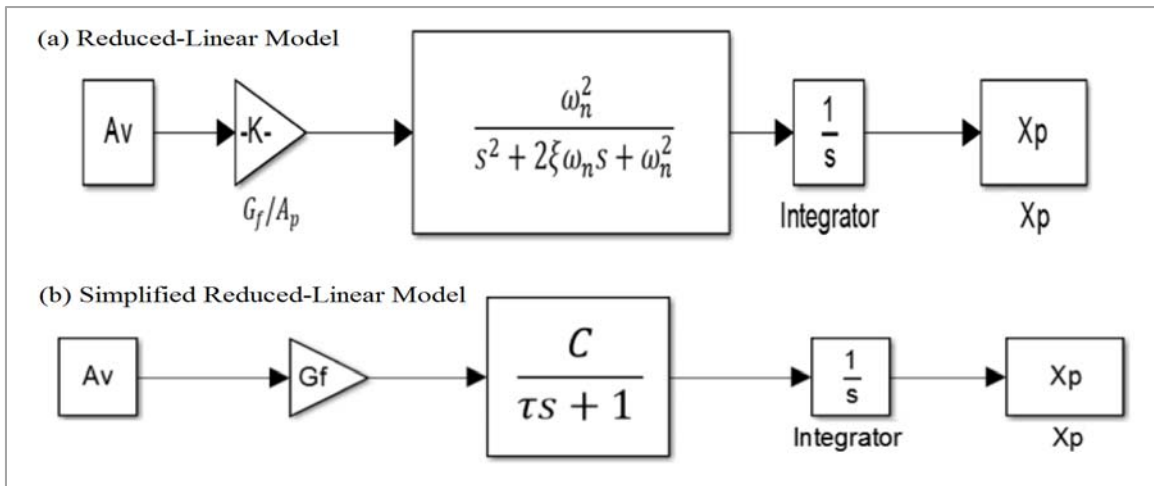 (a) Reduced-Linear Model
Av
-K-
G_f/A_p
ω_n^2
s^2 + 2ξω_n s + ω_n^2
1
s
Integrator
Xp
Xp
(b) Simplified Reduced-Linear Model
Av
Gf
C
τs + 1
1
s
Integrator
Xp
Xp